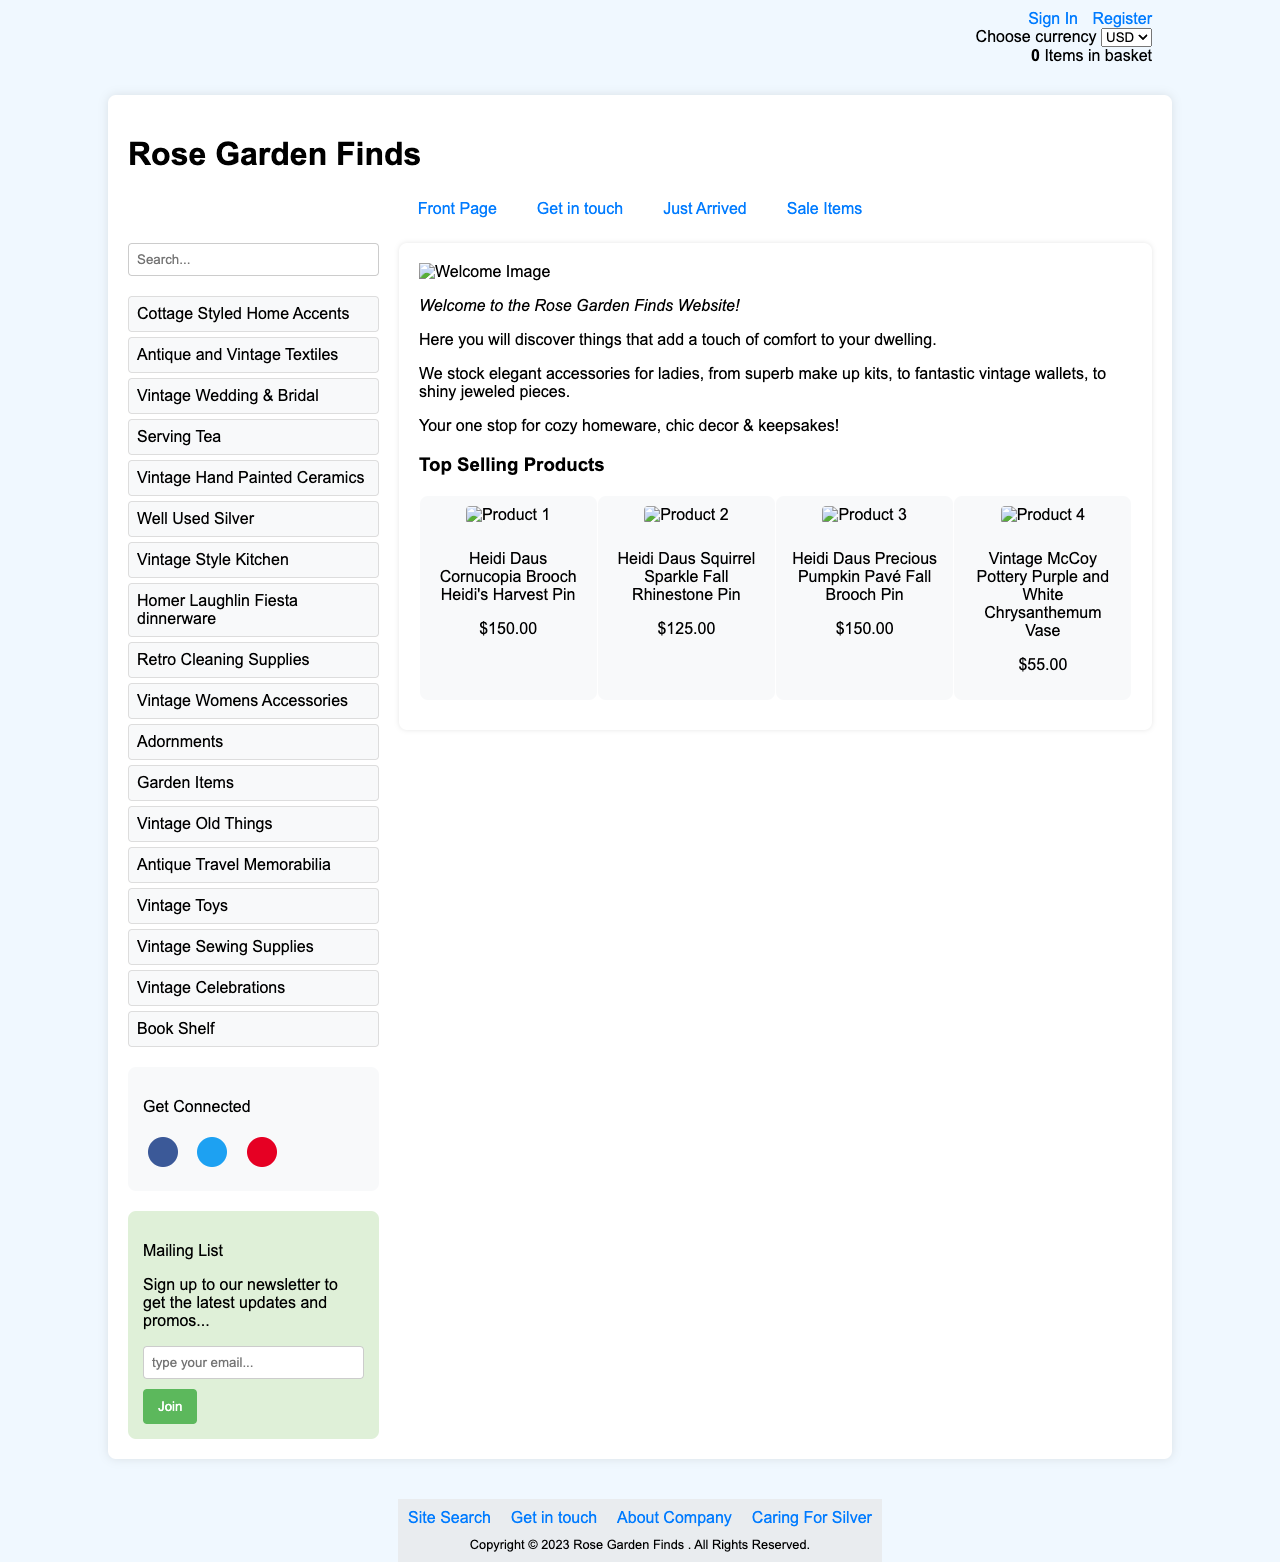 Sign In Register
Choose currency USD
0 Items in basket
Rose Garden Finds
Front Page Get in touch Just Arrived Sale Items
Search...
Cottage Styled Home Accents
Antique and Vintage Textiles
Vintage Wedding & Bridal
Serving Tea
Vintage Hand Painted Ceramics
Well Used Silver
Vintage Style Kitchen
Homer Laughlin Fiesta
dinnerware
Retro Cleaning Supplies
Vintage Womens Accessories
Adornments
Garden Items
Vintage Old Things
Antique Travel Memorabilia
Vintage Toys
Vintage Sewing Supplies
Vintage Celebrations
Book Shelf
Get Connected
Mailing List
Sign up to our newsletter to
get the latest updates and
promos...
type your email...
Join
Welcome Image
Welcome to the Rose Garden Finds Website!
Here you will discover things that add a touch of comfort to your dwelling.
We stock elegant accessories for ladies, from superb make up kits, to fantastic vintage wallets, to
shiny jeweled pieces.
Your one stop for cozy homeware, chic decor & keepsakes!
Top Selling Products
Product 1
Heidi Daus
Cornucopia Brooch
Heidi's Harvest Pin
$150.00
Product 2
Heidi Daus Squirrel
Sparkle Fall
Rhinestone Pin
$125.00
Product 3
Heidi Daus Precious
Pumpkin Pavé Fall
Brooch Pin
$150.00
Product 4
Vintage McCoy
Pottery Purple and
White
Chrysanthemum
Vase
$55.00
Site Search Get in touch About Company Caring For Silver
Copyright © 2023 Rose Garden Finds . All Rights Reserved.